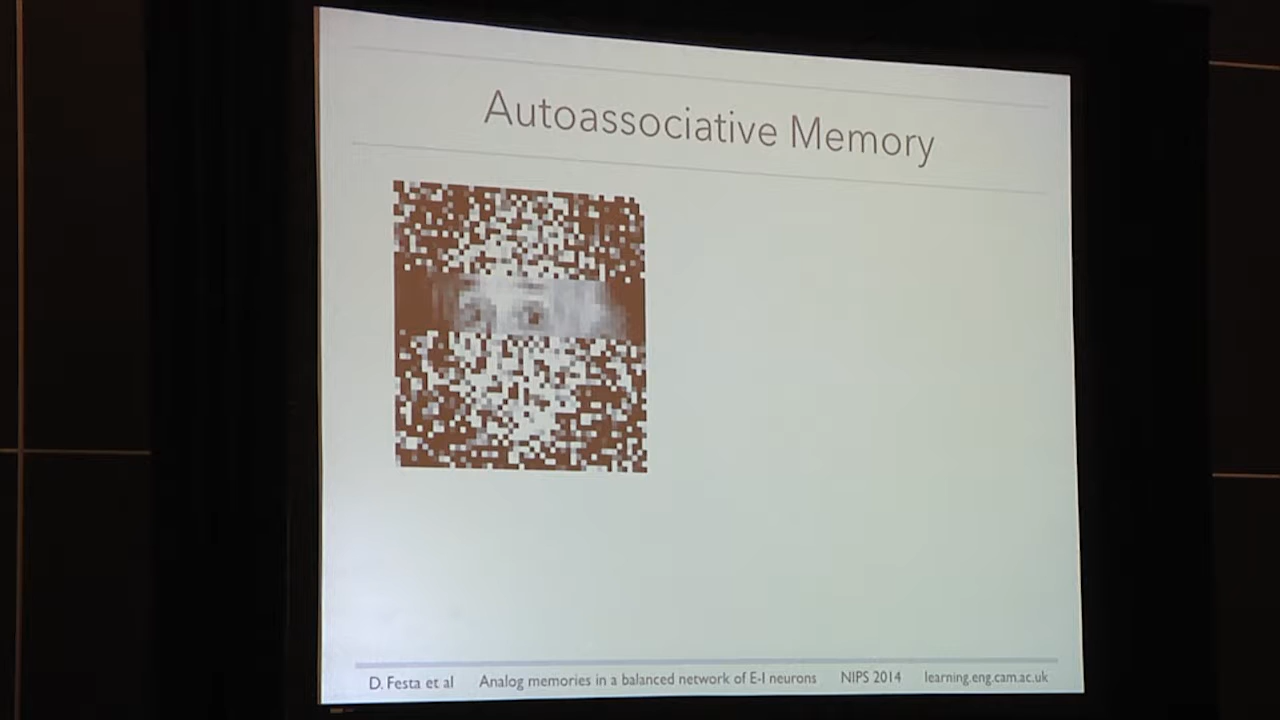 Autoassociative Memory
D. Festa et al Analog memories in a balanced network of E-I neurons NIPS 2014 learning.eng.cam.ac.uk